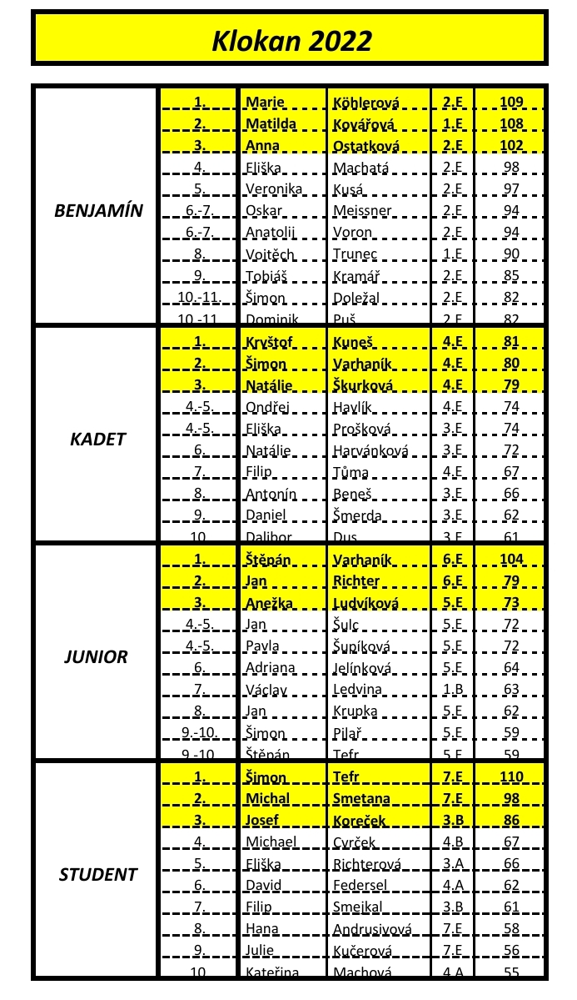 Klokan 2022
BENJAMÍN
1. Marie Köhlerová 2.E 109
2. Matilda Kovářová 1.E 108
3. Anna Ostatková 2.E 102
4. Eliška Machatá 2.E 98
5. Veronika Kusá 2.E 97
6.-7. Oskar Meissner 2.E 94
6.-7. Anatolij Voron 2.E 94
8. Vojtěch Trunec 1.E 90
9. Tobiáš Kramář 2.E 85
10.-11. Šimon Doležal 2.E 82
10.-11. Dominik Puš 2.E 82
KADET
1. Kryštof Kuneš 4.E 81
2. Šimon Varhaník 4.E 80
3. Natálie Škurková 4.E 79
4.-5. Ondřej Havlík 4.E 74
4.-5. Eliška Prošková 3.E 74
6. Natálie Harvánková 3.E 72
7. Filip Tůma 4.E 67
8. Antonín Beneš 3.E 66
9. Daniel Šmerda 3.E 62
10. Dalibor Dus 3.E 61
JUNIOR
1. Štěpán Varhaník 6.E 104
2. Jan Richter 6.E 79
3. Anežka Ludvíková 5.E 73
4.-5. Jan Šulc 5.E 72
4.-5. Pavla Šupíková 5.E 72
6. Adriana Jelínková 5.E 64
7. Václav Ledvina 1.B 63
8. Jan Krupka 5.E 62
9.-10. Šimon Pilař 5.E 59
9.-10. Štěpán Tefr 5.E 59
STUDENT
1. Šimon Tefr 7.E 110
2. Michal Smetana 7.E 98
3. Josef Koreček 3.B 86
4. Michael Cvrček 4.B 67
5. Eliška Richterová 3.A 66
6. David Federsel 4.A 62
7. Filip Smejkal 3.B 61
8. Hana Andrusivová 7.E 58
9. Julie Kučerová 7.E 56
10. Kateřina Machová 4.A 55